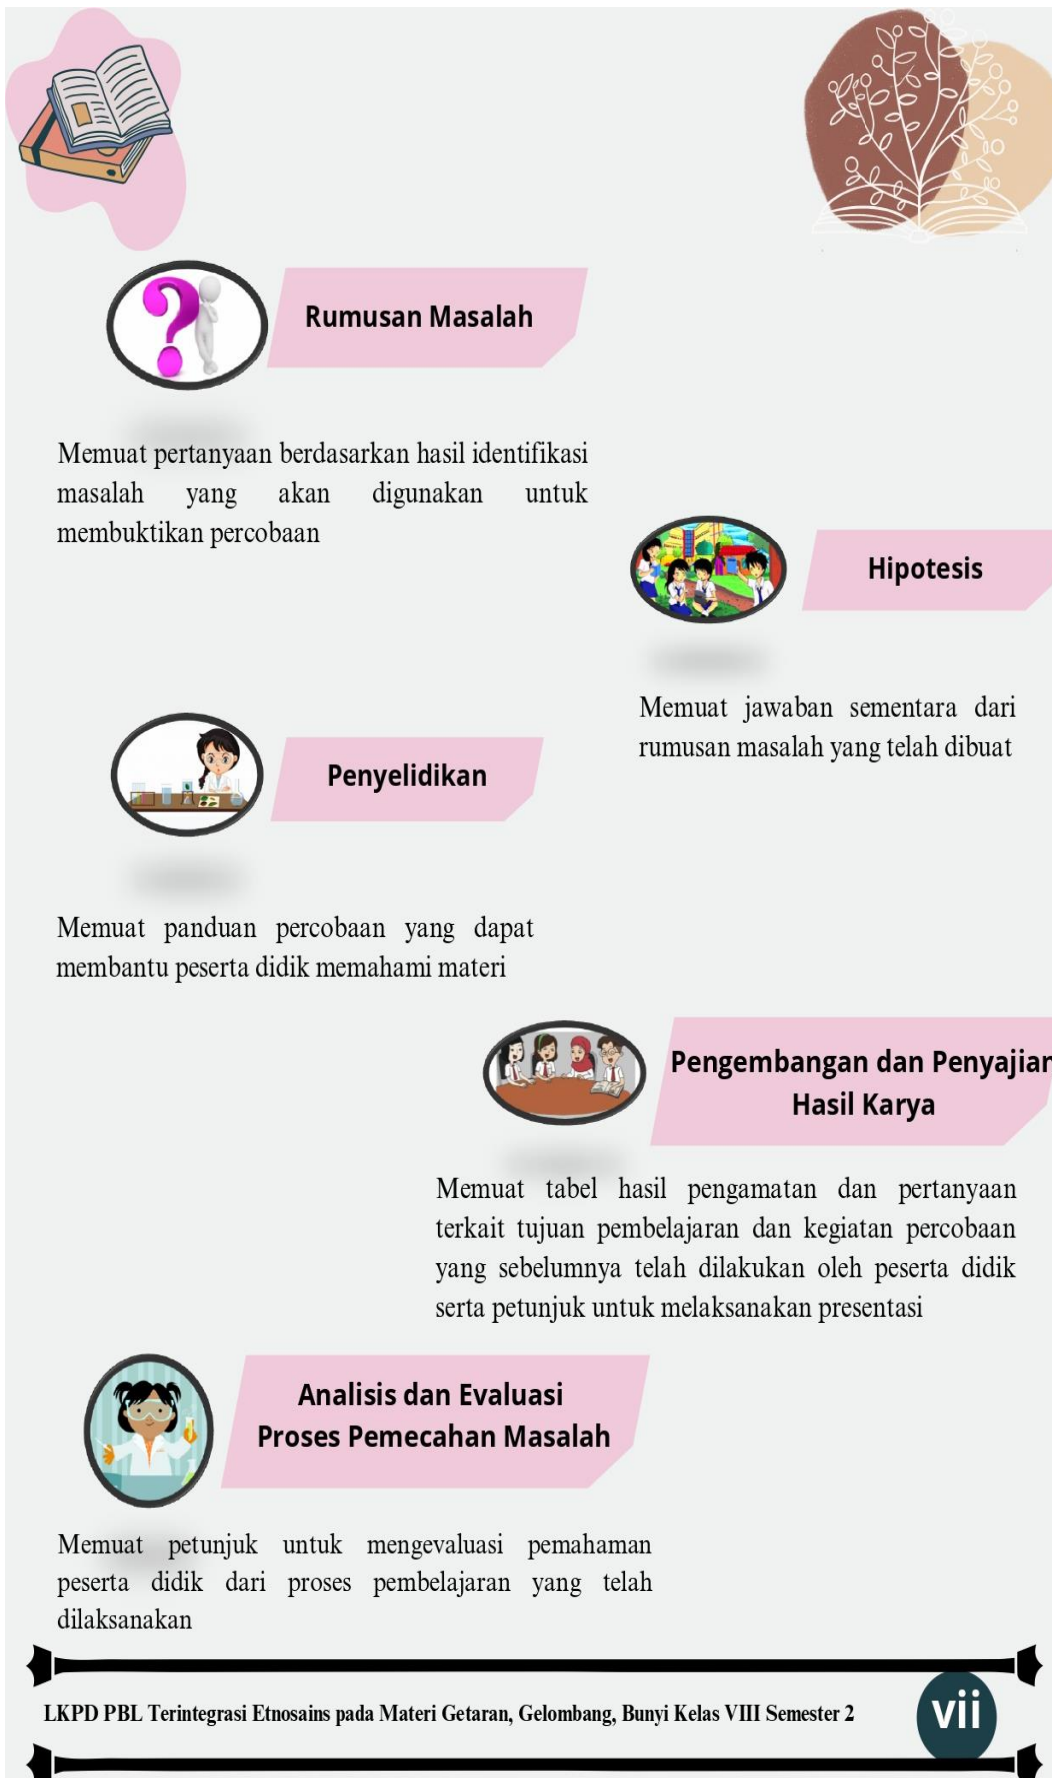 Rumusan Masalah
Memuat pertanyaan berdasarkan hasil identifikasi
masalah yang akan digunakan untuk
membuktikan percobaan
Hipotesis
Memuat jawaban sementara dari
rumusan masalah yang telah dibuat
Penyelidikan
Memuat panduan percobaan yang dapat
membantu peserta didik memahami materi
Pengembangan dan Penyajian
Hasil Karya
Memuat tabel hasil pengamatan dan pertanyaan
terkait tujuan pembelajaran dan kegiatan percobaan
yang sebelumnya telah dilakukan oleh peserta didik
serta petunjuk untuk melaksanakan presentasi
Analisis dan Evaluasi
Proses Pemecahan Masalah
Memuat petunjuk untuk mengevaluasi pemahaman
peserta didik dari proses pembelajaran yang telah
dilaksanakan
LKPD PBL Terintegrasi Etnosains pada Materi Getaran, Gelombang, Bunyi Kelas VIII Semester 2
vii